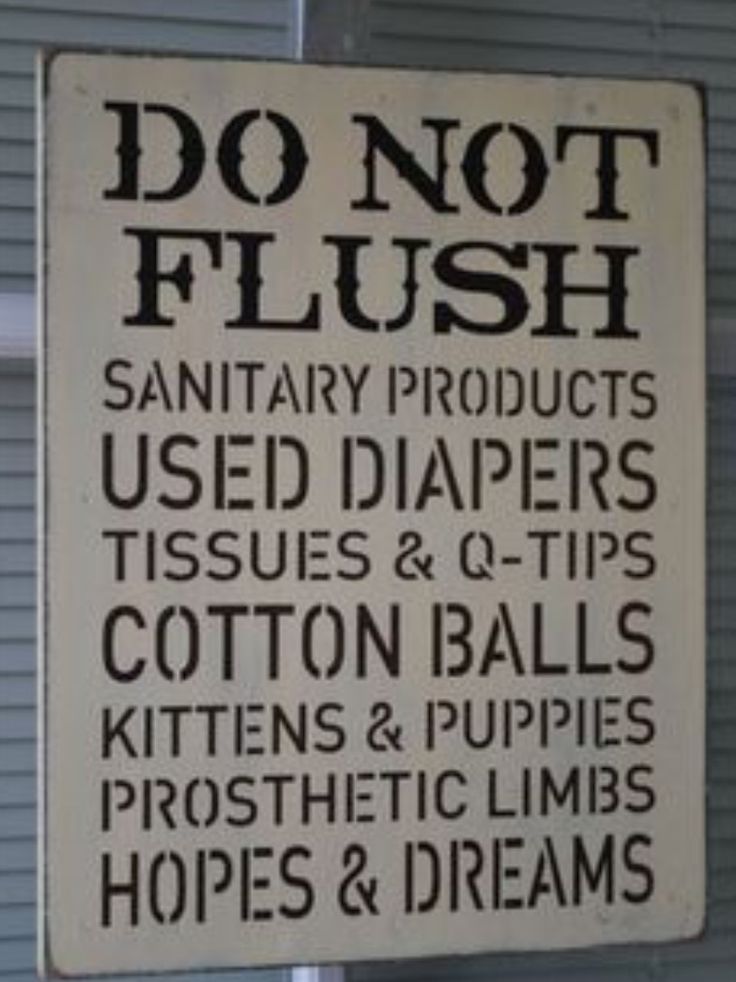 DO NOT
FLUSH
SANITARY PRODUCTS
USED DIAPERS
TISSUES & Q-TIPS
COTTON BALLS
KITTENS & PUPPIES
PROSTHETIC LIMBS
HOPES & DREAMS